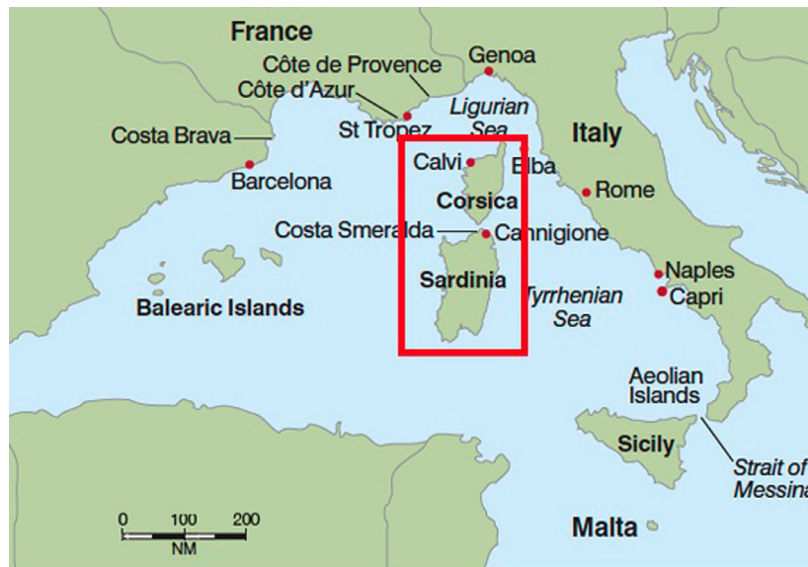 France
Genoa
Côte de Provence
Côte d'Azur
Ligurian
Sea
St Tropez
Italy
Costa Brava
Calvi
Elba
Barcelona
Rome
Corsica
Costa Smeralda
Cannigione
Naples
Sardinia
Capri
Balearic Islands
Tyrrhenian
Sea
Aeolian
Islands
Sicily
Strait of
Messina
0 100 200
NM
Malta